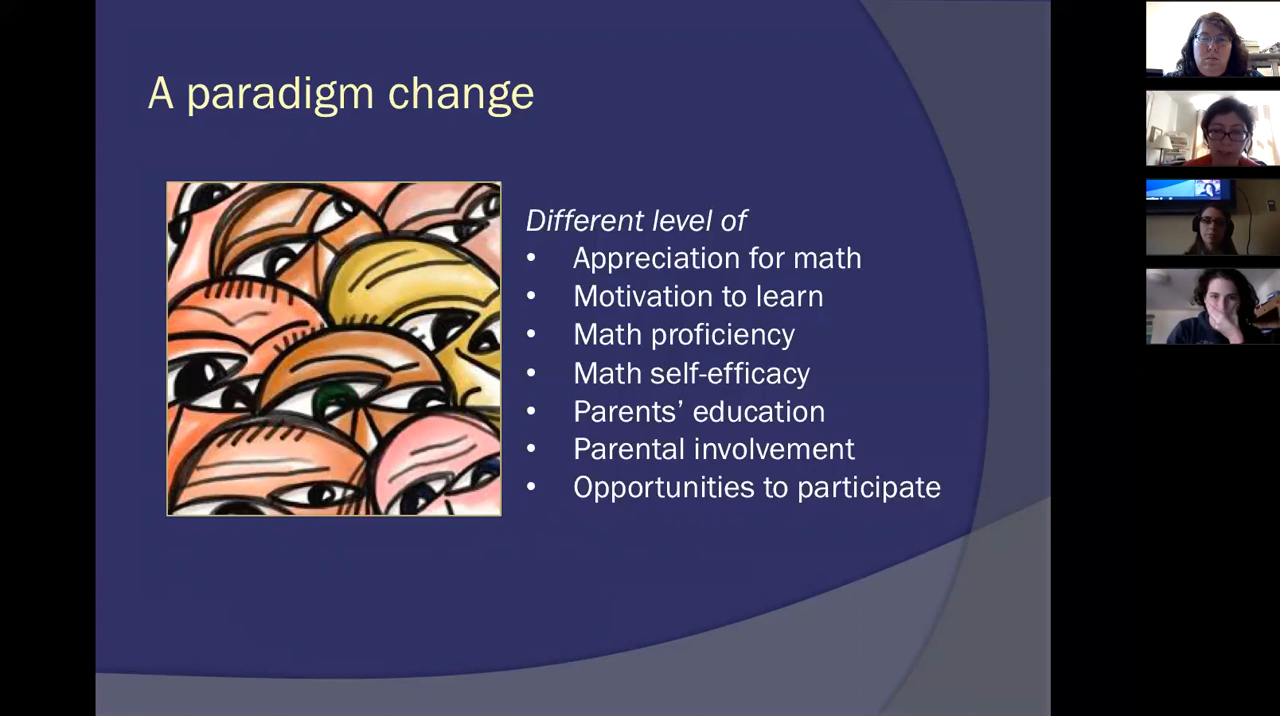 A paradigm change
Different level of
• Appreciation for math
• Motivation to learn
• Math proficiency
• Math self-efficacy
• Parents’ education
• Parental involvement
• Opportunities to participate